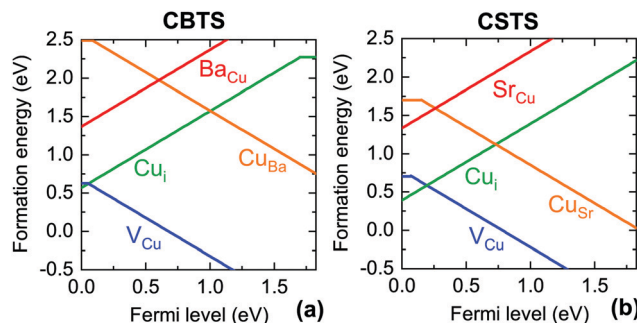 CBTS
Formation energy (eV)
2.5
2.0
1.5
1.0
0.5
0.0
-0.5
Ba_Cu
Cu_i
Cu_Ba
V_Cu
0.0 0.5 1.0 1.5
Fermi level (eV)
(a)
CSTS
Formation energy (eV)
2.5
2.0
1.5
1.0
0.5
0.0
-0.5
Sr_Cu
Cu_i
Cu_Sr
V_Cu
0.0 0.5 1.0 1.5
Fermi level (eV)
(b)